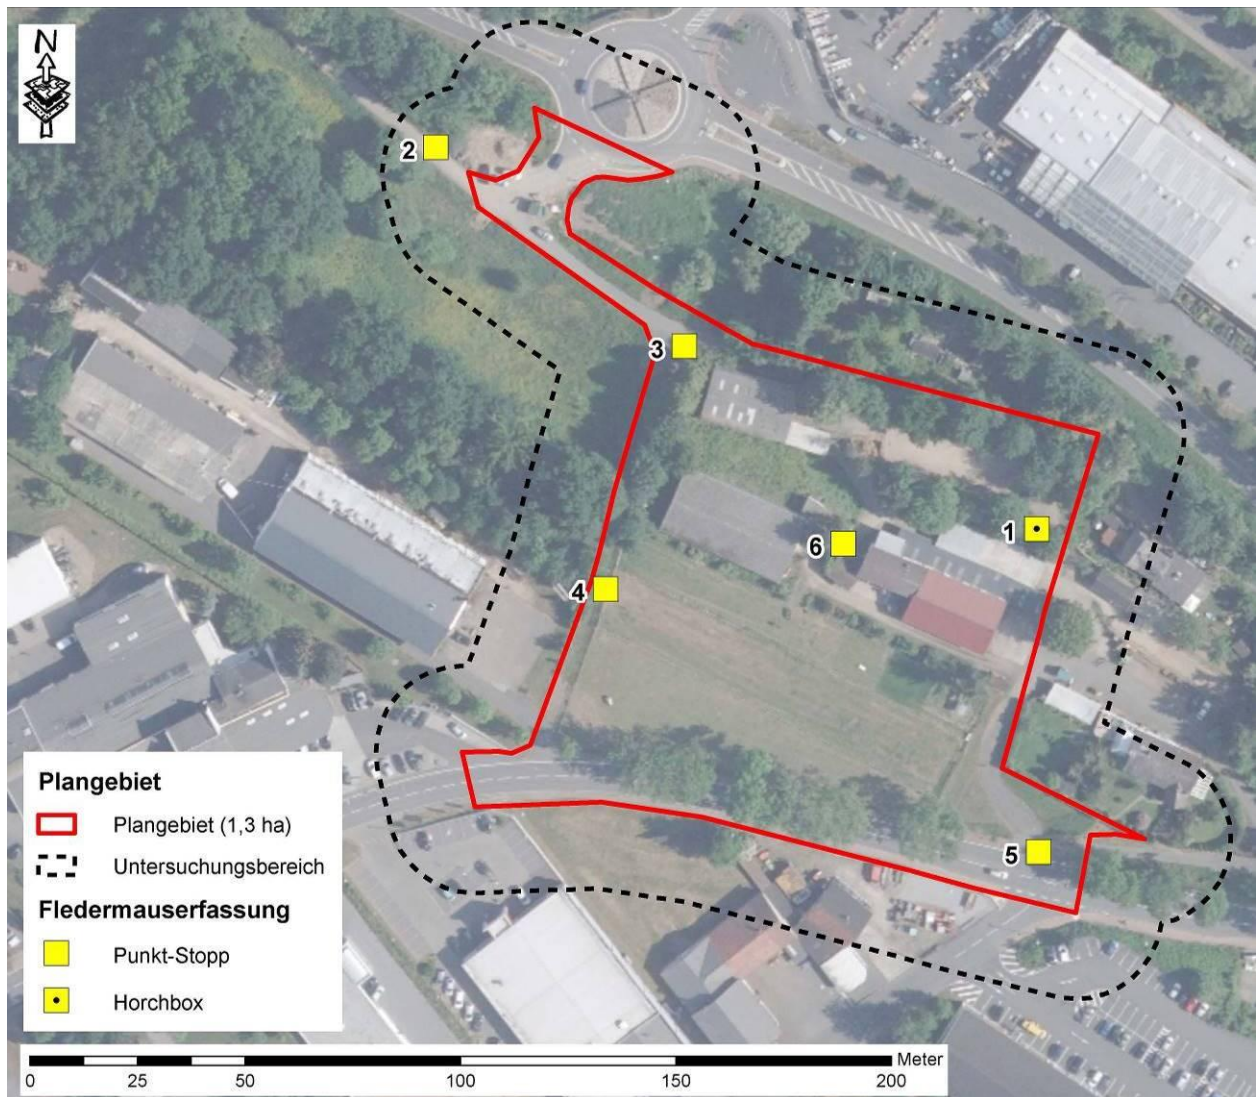 N
2
3
1
6
4
5
Plangebiet
Plangebiet (1,3 ha)
Untersuchungsbereich
Fledermauserfassung
Punkt-Stopp
Horchbox
Meter
0 25 50 100 150 200